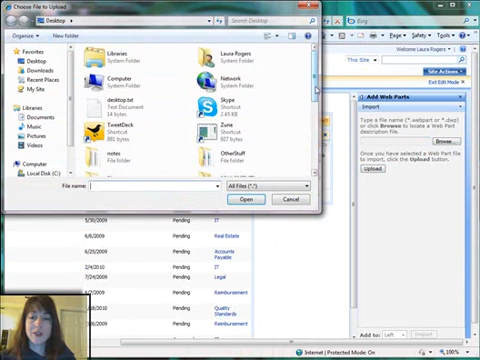 Choose File to Upload
Desktop
Search Desktop
Bing
Organize
New folder
Page
Safety
Tools
Welcome Laura Rogers
This Site
Site Actions
Exit Edit Mode
Favorites
Desktop
Downloads
Recent Places
My Site
Libraries
Documents
Music
Pictures
Videos
Computer
Local Disk (C:)
Libraries
System Folder
Laura Rogers
System Folder
Computer
System Folder
Network
System Folder
desktop.txt
Text Document
14 bytes
Skype
Shortcut
2.45 KB
TweetDeck
Shortcut
881 bytes
Zune
Shortcut
notes
File folder
OtherStuff
File folder
File name:
All Files (*.*)
Open
Cancel
Add Web Parts
Import
Type a file name (*.webpart or *.dwp) or click Browse to locate a Web Part description file.
Browse...
Once you have selected a Web Part file to import, click the Upload button.
Upload
5/30/2009 Pending IT
6/6/2009 Pending Real Estate
6/25/2009 Pending Accounts Payable
2/4/2010 Pending IT
7/24/2009 Pending Legal
Pending Reimbursement
Pending Quality Standards
Pending Reimbursement
Add to:
Left
Import
Internet | Protected Mode: On
100%